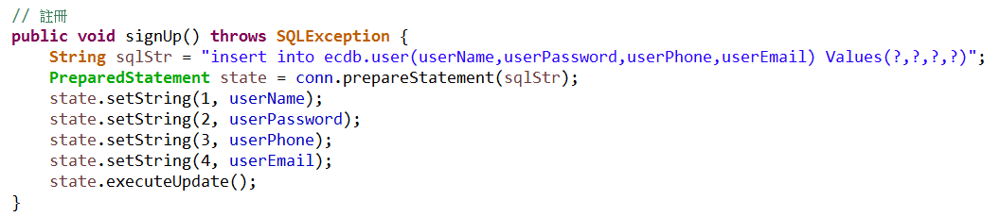 // 註冊
public void signUp() throws SQLException {
    String sqlStr = "insert into ecdb.user(userName,userPassword,userPhone,userEmail) Values(?,?,?,?)";
    PreparedStatement state = conn.prepareStatement(sqlStr);
    state.setString(1, userName);
    state.setString(2, userPassword);
    state.setString(3, userPhone);
    state.setString(4, userEmail);
    state.executeUpdate();
}